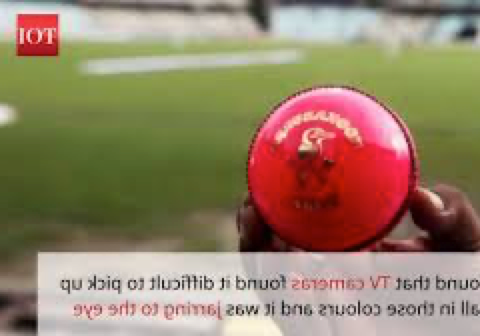 TOI
ound that TV cameras found it difficult to pick up
all in those colours and it was jarring to the eye